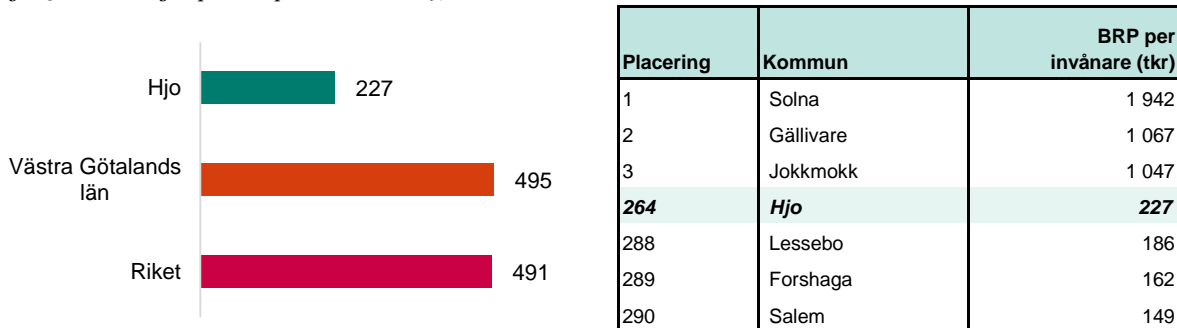 Hjo
227
Västra Götalands
län
495
Riket
491
Placering Kommun BRP per
invånare (tkr)
1 Solna 1 942
2 Gällivare 1 067
3 Jokkmokk 1 047
264 Hjo 227
288 Lessebo 186
289 Forshaga 162
290 Salem 149